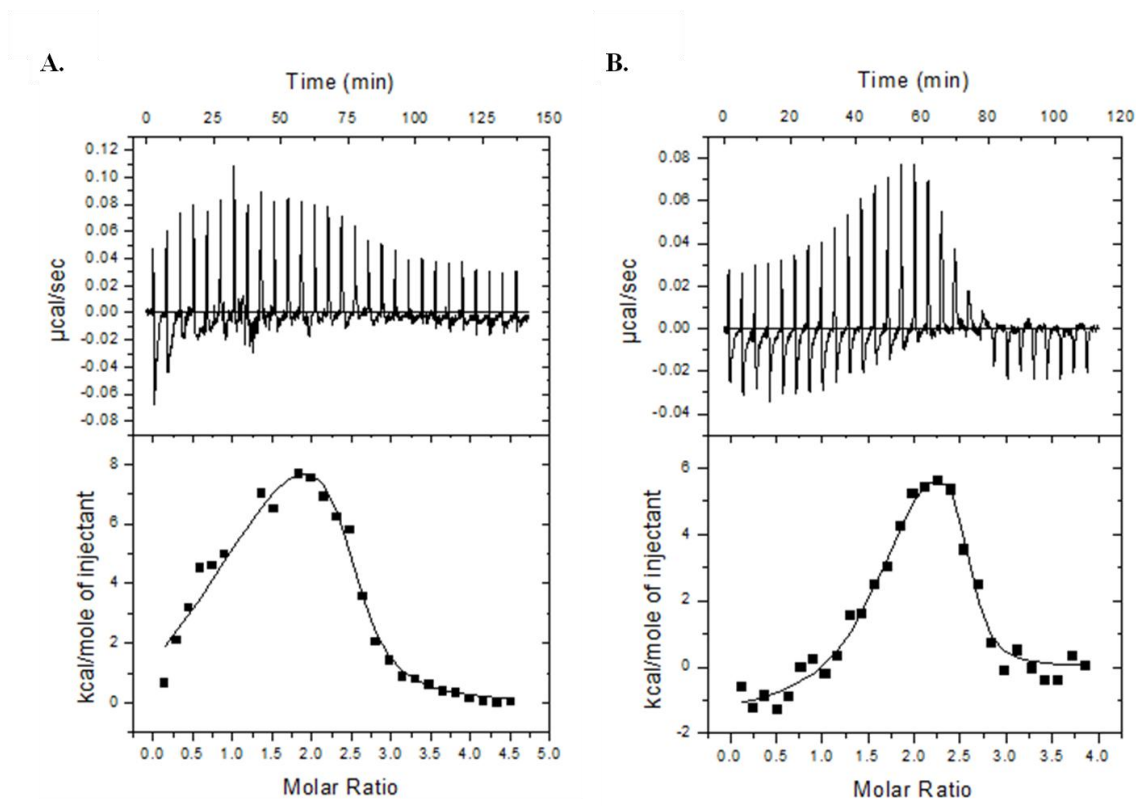 A.
Time (min)
0 25 50 75 100 125 150
0.12
0.10
0.08
0.06
0.04
0.02
0.00
-0.02
-0.04
-0.06
-0.08
µcal/sec
8
6
4
2
0
kcal/mole of injectant
0.0 0.5 1.0 1.5 2.0 2.5 3.0 3.5 4.0 4.5 5.0
Molar Ratio
B.
Time (min)
0 20 40 60 80 100 120
0.08
0.06
0.04
0.02
0.00
-0.02
-0.04
µcal/sec
6
4
2
0
-2
kcal/mole of injectant
0.0 0.5 1.0 1.5 2.0 2.5 3.0 3.5 4.0
Molar Ratio